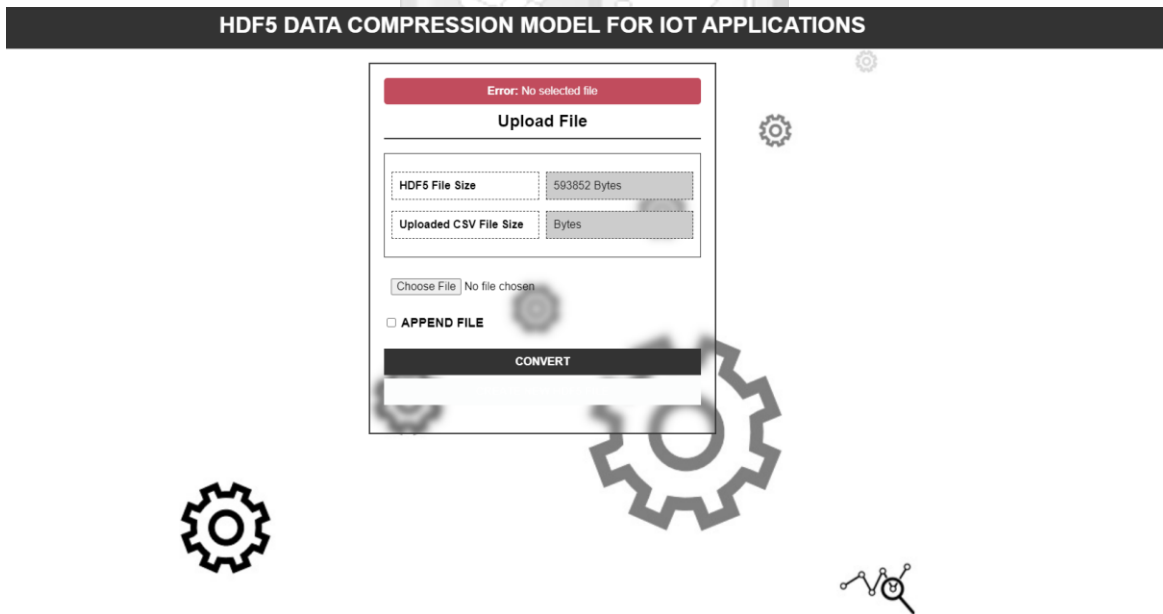 HDF5 DATA COMPRESSION MODEL FOR IOT APPLICATIONS
Error: No selected file
Upload File
HDF5 File Size 593852 Bytes
Uploaded CSV File Size Bytes
Choose File No file chosen
APPEND FILE
CONVERT